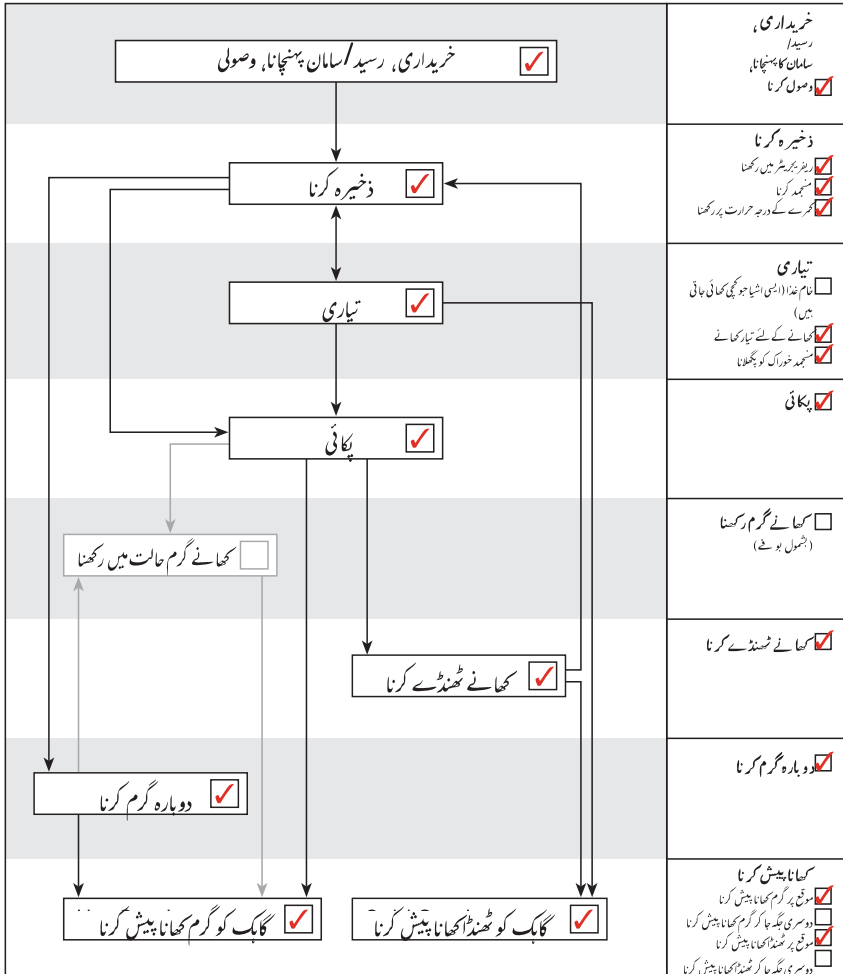 خریداری، رسید/سامان پہنچانا، وصولی
ذخیرہ کرنا
تیاری
پکائی
کھانے گرم حالت میں رکھنا
کھانے ٹھنڈے کرنا
دوبارہ گرم کرنا
گاہک کو گرم کھانا پیش کرنا
گاہک کو ٹھنڈا کھانا پیش کرنا
خریداری،
رسید/
سامان کا پہنچانا،
وصول کرنا
ذخیرہ کرنا
ریفریجریٹر میں رکھنا
منجمد کرنا
کمرے کے درجہ حرارت پر رکھنا
تیاری
خام غذا (ایسی اشیا جو کچی کھائی جاتی
ہیں)
کھانے کے لئے تیار کھانے
منجمد خوراک کو پگھلانا
پکائی
کھانے گرم رکھنا
(بشمول بوفے)
کھانے ٹھنڈے کرنا
دوبارہ گرم کرنا
کھانا پیش کرنا
موقع پر گرم کھانا پیش کرنا
دوسری جگہ جا کر گرم کھانا پیش کرنا
موقع پر ٹھنڈا کھانا پیش کرنا
دوسری جگہ جا کر ٹھنڈا کھانا پیش کرنا